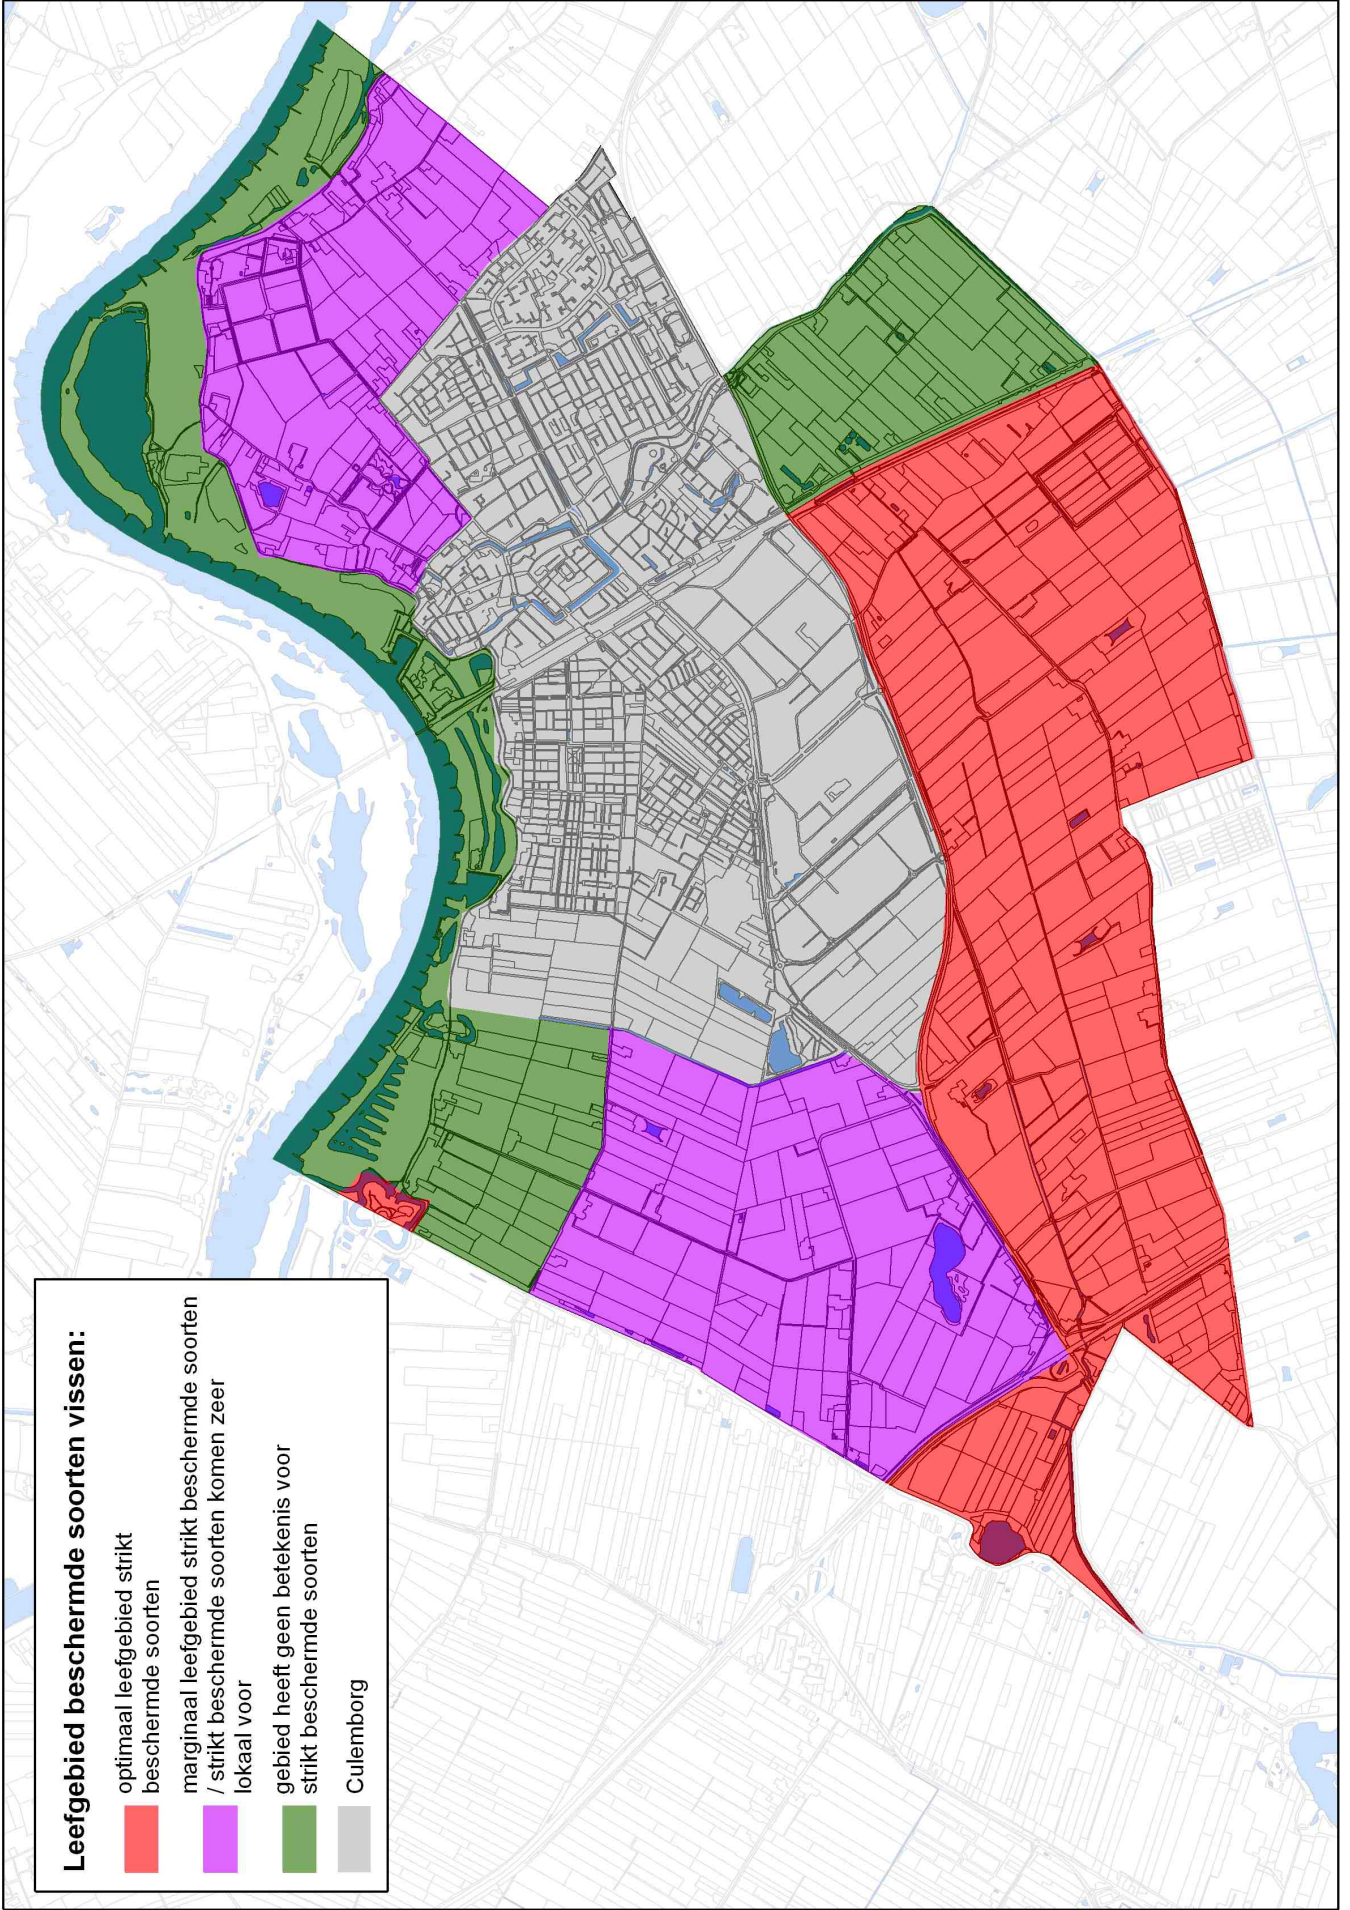 Leefgebied beschermde soorten vissen:
optimaal leefgebied strikt
beschermde soorten
marginaal leefgebied strikt beschermde soorten
/ strikt beschermde soorten komen zeer
lokaal voor
gebied heeft geen betekenis voor
strikt beschermde soorten
Culemborg